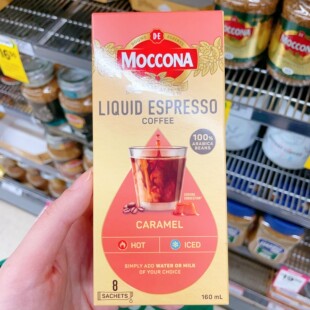 DE
MOCCONA
LIQUID ESPRESSO
COFFEE
100%
ARABICA
BEANS
CARAMEL
HOT
ICED
SIMPLY ADD WATER OR MILK
OF YOUR CHOICE
8
SACHETS
160 mL